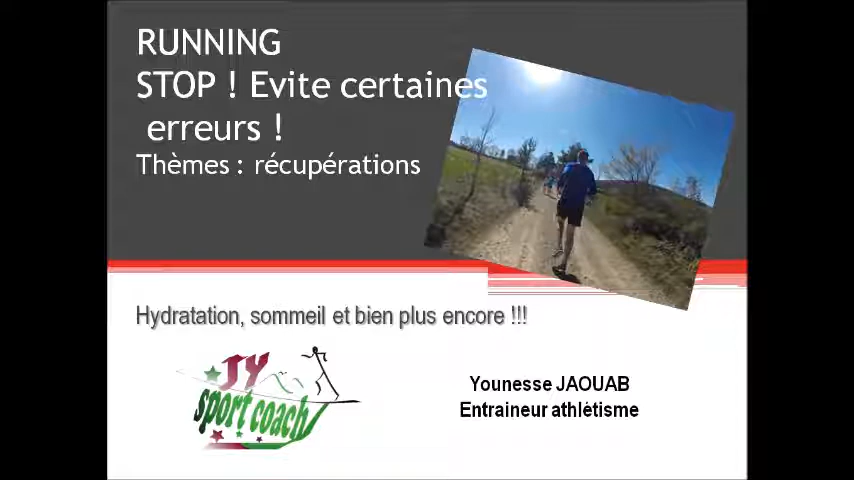 RUNNING
STOP ! Evite certaines
erreurs !
Thèmes : récupérations
Hydratation, sommeil et bien plus encore !!!
JY
sport coach
Younesse JAOUAB
Entraineur athlètisme